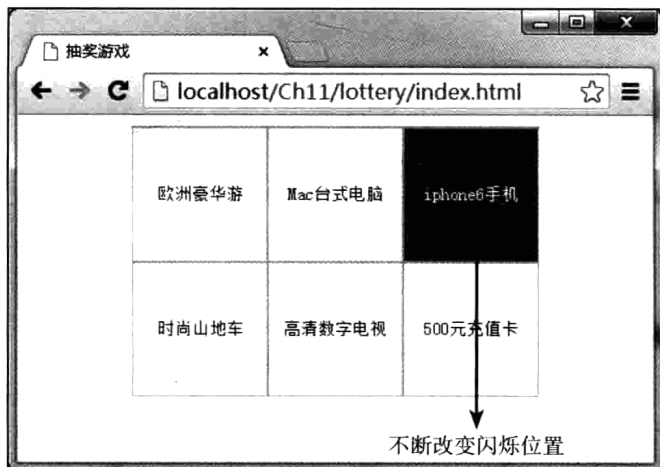 抽奖游戏
localhost/Ch11/lottery/index.html
欧洲豪华游 Mac台式电脑 iphone6手机
时尚山地车 高清数字电视 500元充值卡
不断改变闪烁位置